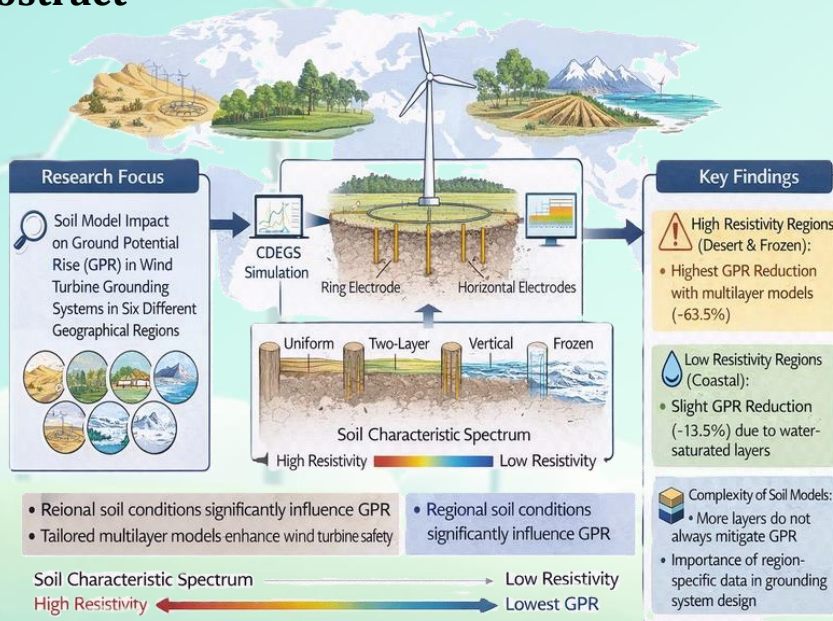 Research Focus
Soil Model Impact
on Ground Potential
Rise (GPR) in Wind
Turbine Grounding
Systems in Six Different
Geographical Regions
CDEGS
Simulation
Ring Electrode
Horizontal Electrodes
Uniform
Two-Layer
Vertical
Frozen
Soil Characteristic Spectrum
High Resistivity
Low Resistivity
Key Findings
High Resistivity Regions
(Desert & Frozen):
• Highest GPR Reduction
with multilayer models
(-63.5%)
Low Resistivity Regions
(Coastal):
• Slight GPR Reduction
(-13.5%) due to water-
saturated layers
Complexity of Soil Models:
• More layers do not
always mitigate GPR
• Importance of region-
specific data in grounding
system design
• Reional soil conditions significantly influence GPR
• Tailored multilayer models enhance wind turbine safety
• Regional soil conditions
significantly influence GPR
Soil Characteristic Spectrum
Low Resistivity
High Resistivity
Lowest GPR